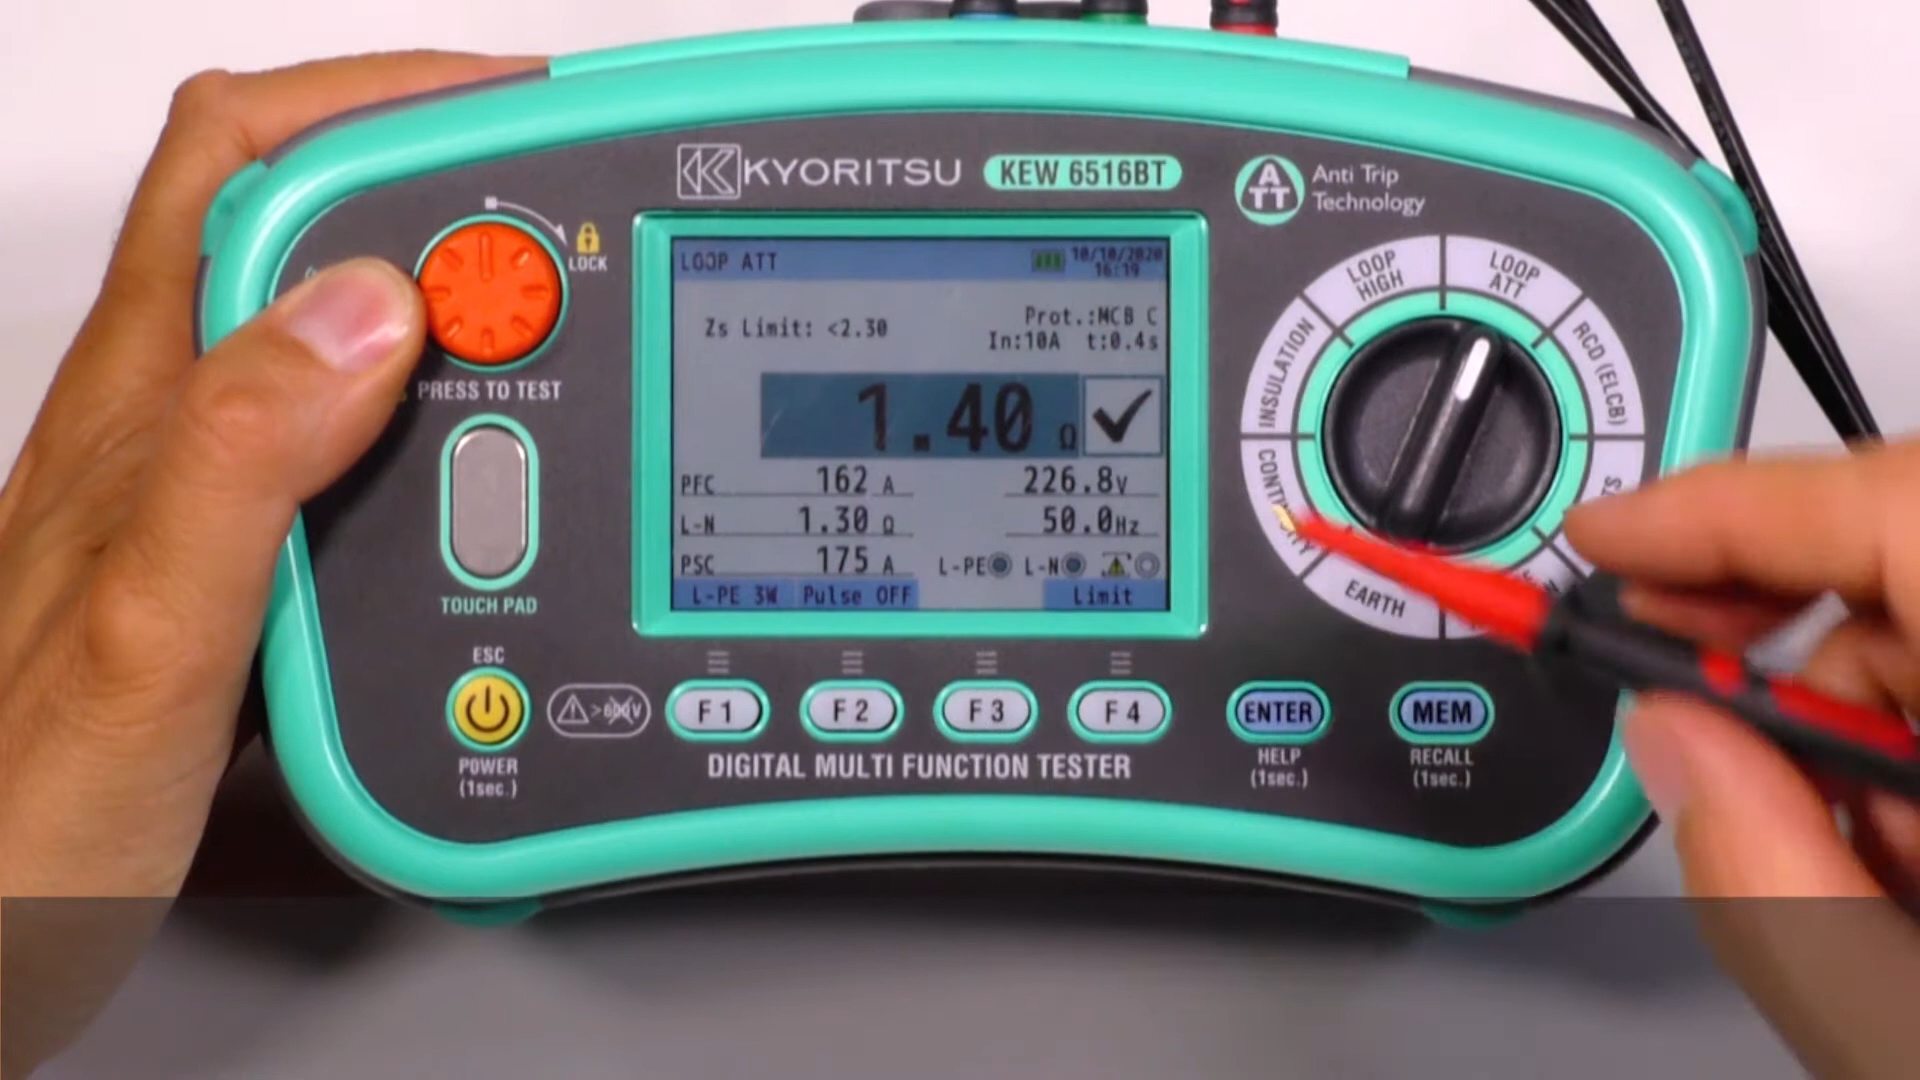 KYORITSU KEW 6516BT
ATT Anti Trip
Technology
LOCK
PRESS TO TEST
TOUCH PAD
ESC
POWER
(1sec.)
LOOP ATT 10/10/2020
16:19
Zs Limit: <2.30 Prot.:MCB C
In:10A t:0.4s
1.40 Ω
PFC 162 A 226.8V
L-N 1.30 Ω 50.0Hz
PSC 175 A L-PE L-N
L-PE 3W Pulse OFF Limit
>600V
F1 F2 F3 F4
DIGITAL MULTI FUNCTION TESTER
ENTER
HELP
(1sec.)
MEM
RECALL
(1sec.)
LOOP
HIGH
LOOP
ATT
INSULATION
RCD (ELCB)
EARTH